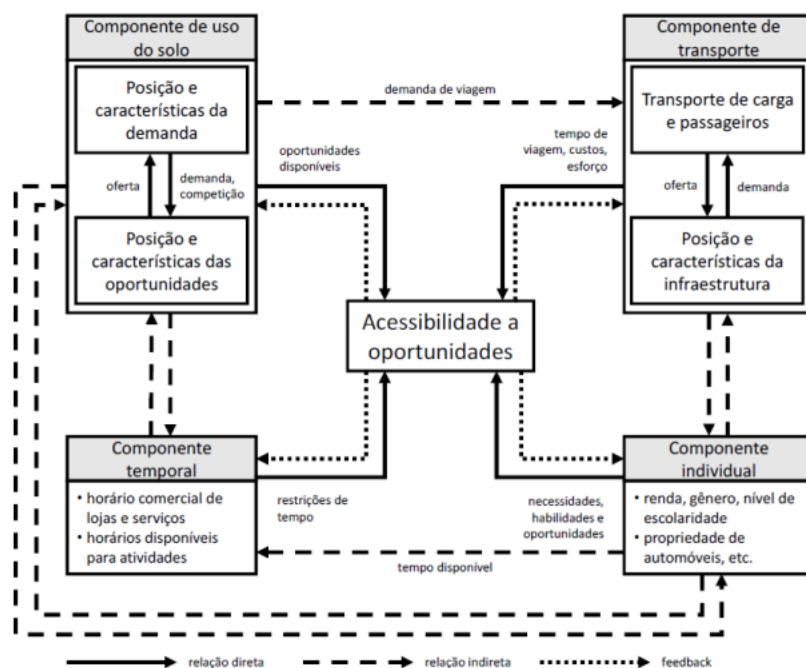 Componente de uso
do solo
Posição e
características da
demanda
oferta
demanda,
competição
Posição e
características das
oportunidades
demanda de viagem
oportunidades
disponíveis
tempo de
viagem, custos,
esforço
Componente de
transporte
Transporte de carga
e passageiros
oferta
demanda
Posição e
características da
infraestrutura
Acessibilidade a
oportunidades
Componente
temporal
• horário comercial de
lojas e serviços
• horários disponíveis
para atividades
restrições de
tempo
necessidades,
habilidades e
oportunidades
tempo disponível
Componente
individual
• renda, gênero, nível de
escolaridade
• propriedade de
automóveis, etc.
relação direta
relação indireta
feedback